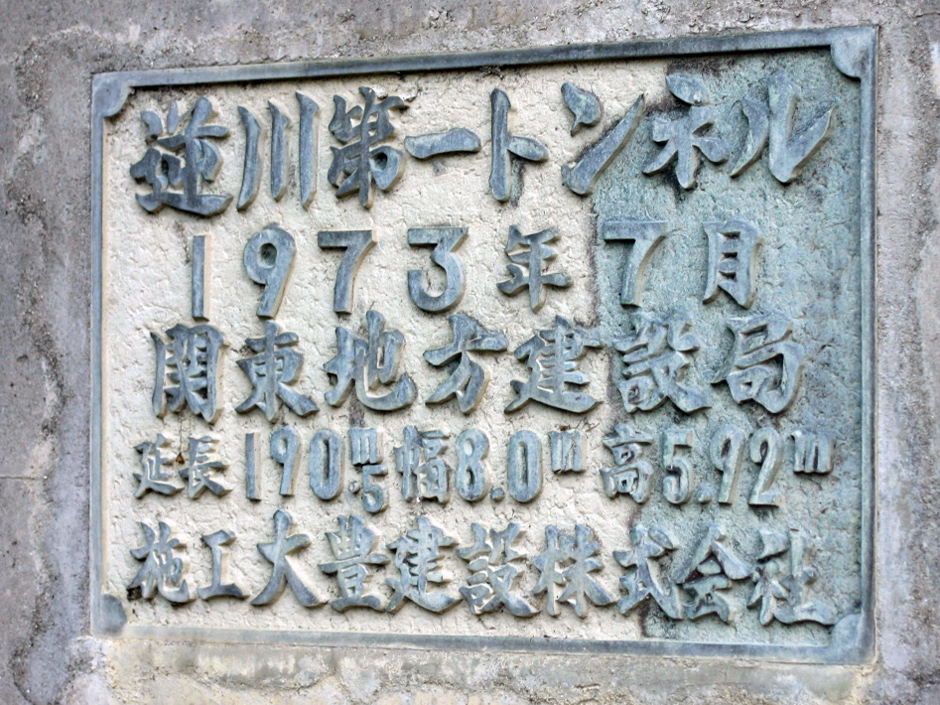 逆川第一トンネル
1973年7月
関東地方建設局
延長190m.5 幅8.0m 高5.92m
施工大豊建設株式会社